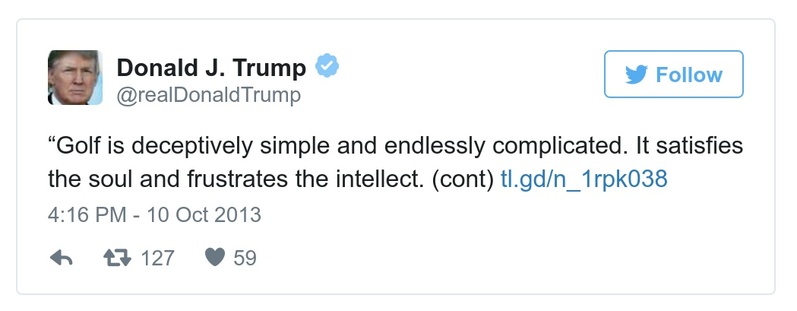 Donald J. Trump
Follow
@realDonaldTrump
“Golf is deceptively simple and endlessly complicated. It satisfies
the soul and frustrates the intellect. (cont) tl.gd/n_1rpk038
4:16 PM - 10 Oct 2013
127 59